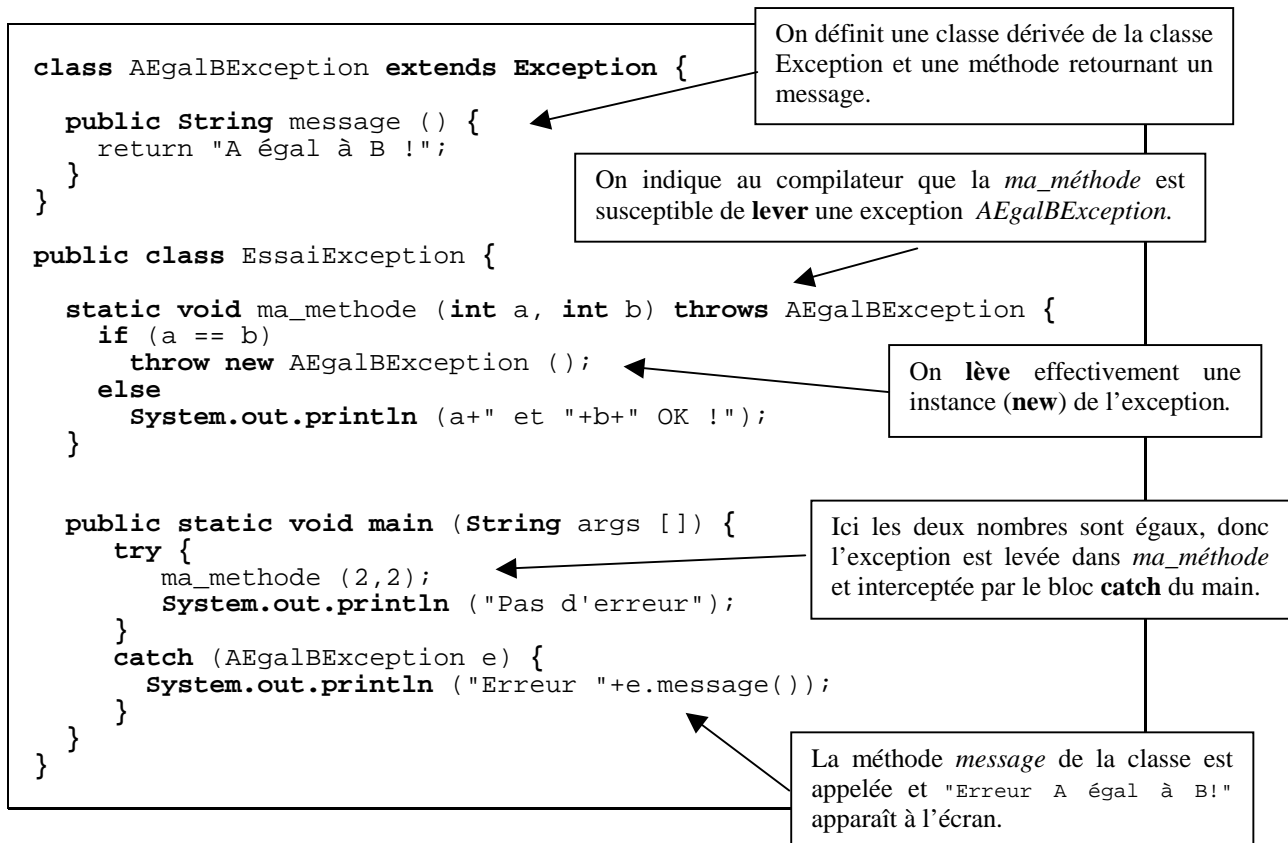 On définit une classe dérivée de la classe
Exception et une méthode retournant un
message.
class AEgalBException extends Exception {
public String message () {
return "A égal à B !";
}
}
On indique au compilateur que la ma_méthode est
susceptible de lever une exception AEgalBException.
public class EssaiException {
static void ma_methode (int a, int b) throws AEgalBException {
if (a == b)
throw new AEgalBException ();
else
System.out.println (a+" et "+b+" OK !");
}
On lève effectivement une
instance (new) de l'exception.
public static void main (String args []) {
try {
ma_methode (2,2);
System.out.println ("Pas d'erreur");
}
catch (AEgalBException e) {
System.out.println ("Erreur "+e.message());
}
}
}
Ici les deux nombres sont égaux, donc
l'exception est levée dans ma_méthode
et interceptée par le bloc catch du main.
La méthode message de la classe est
appelée et "Erreur A égal à B!"
apparaît à l'écran.